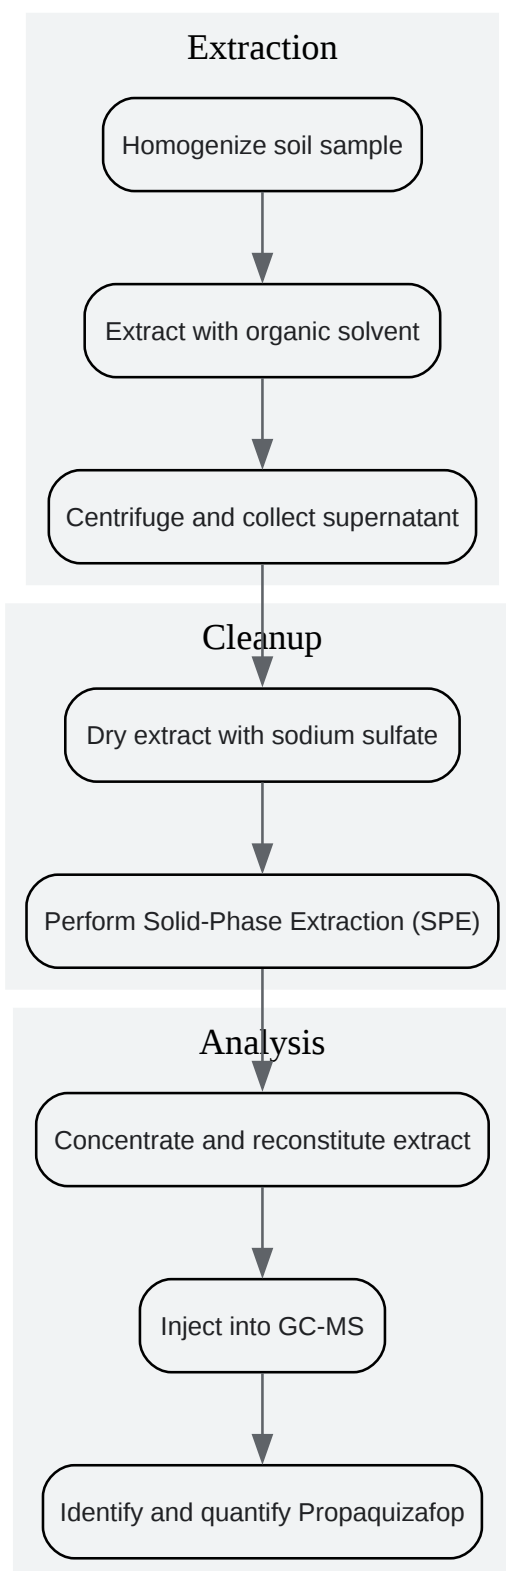 Extraction
Homogenize soil sample
Extract with organic solvent
Centrifuge and collect supernatant
Cleanup
Dry extract with sodium sulfate
Perform Solid-Phase Extraction (SPE)
Analysis
Concentrate and reconstitute extract
Inject into GC-MS
Identify and quantify Propaquizafop